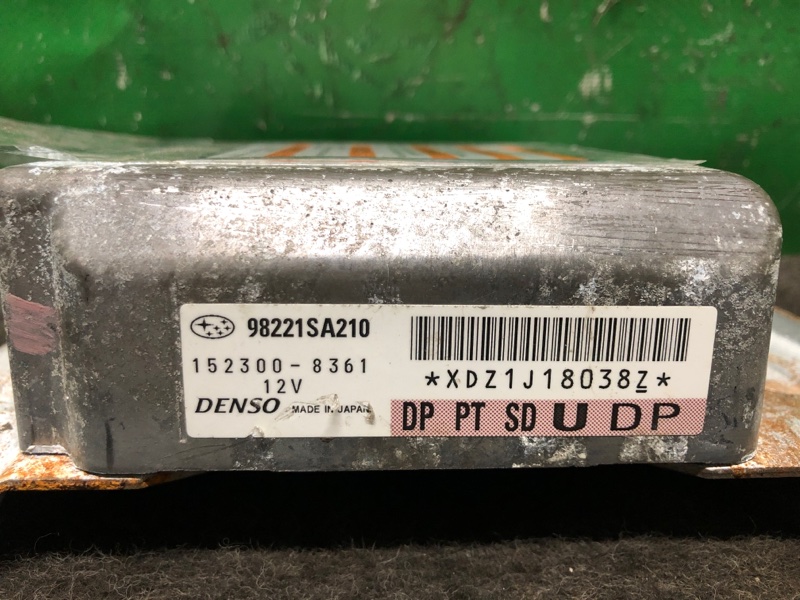 98221SA210
152300-8361
12V
DENSO MADE IN JAPAN
*XDZ1J18038Z*
DP PT SD U DP